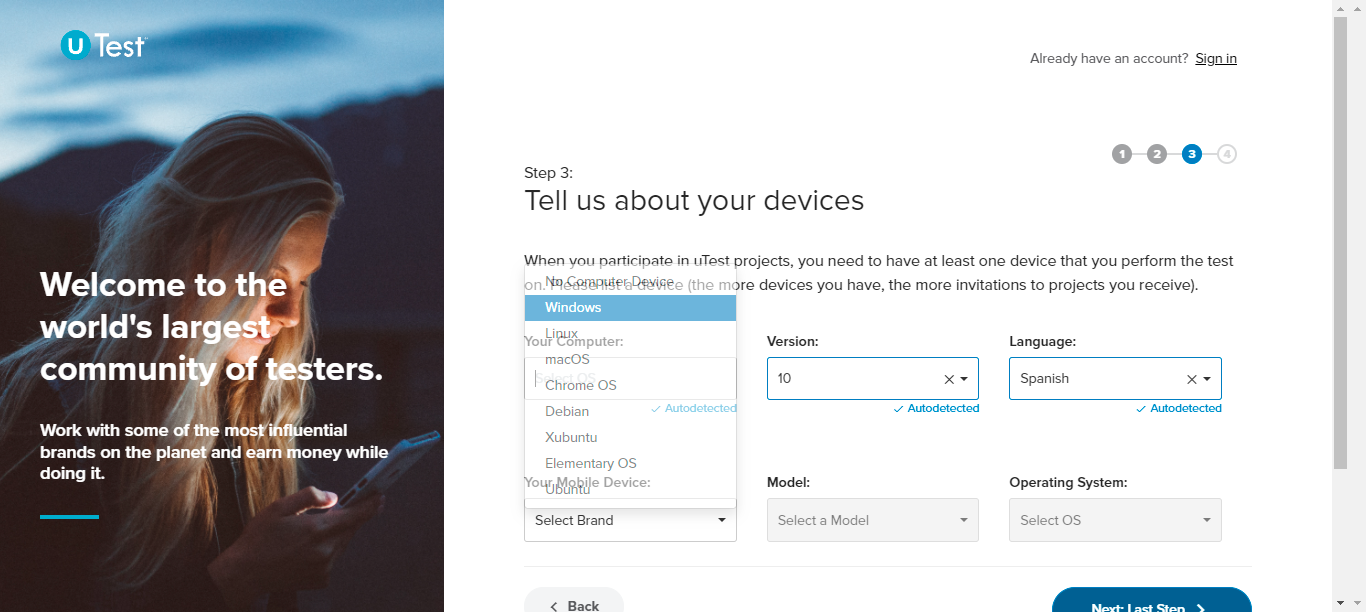 uTest
Already have an account? Sign in
1 2 3 4
Step 3:
Tell us about your devices
When you participate in uTest projects, you need to have at least one device that you perform the test
on. Please list a device (the more devices you have, the more invitations to projects you receive).
No Computer Device
Windows
Linux
macOS
Chrome OS
Debian
Xubuntu
Elementary OS
Ubuntu
Your Computer:
Select OS
Autodetected
Version:
10
Autodetected
Language:
Spanish
Autodetected
Your Mobile Device:
Select Brand
Model:
Select a Model
Operating System:
Select OS
Back
Next: Last Step
Welcome to the
world's largest
community of testers.
Work with some of the most influential
brands on the planet and earn money while
doing it.